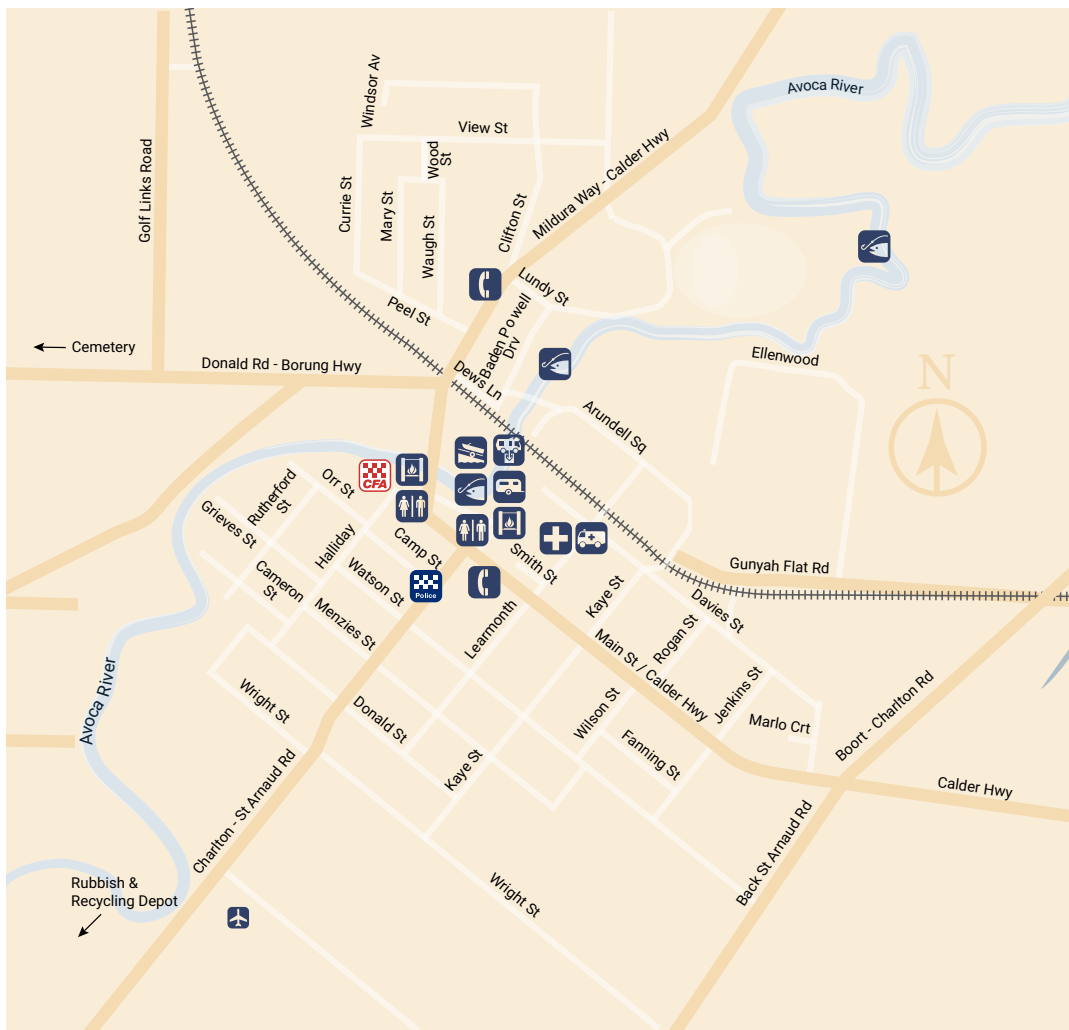 Windsor Av
Avoca River
View St
Wood
St
Golf Links Road
Mildura Way - Calder Hwy
Currie St
Mary St
Waugh St
Clifton St
Lundy St
Peel St
Baden Powell
Drv
Cemetery
Donald Rd - Borung Hwy
Dews Ln
Ellenwood
N
Arundell Sq
CFA
Orr St
Rutherford
St
Grieves St
Halliday
Camp St
Smith St
Watson St
Police
Cameron
St
Menzies St
Learmonth
Kaye St
Gunyah Flat Rd
Davies St
Rogan St
Main St / Calder Hwy
Jenkins St
Avoca River
Wright St
Donald St
Wilson St
Marlo Crt
Boort - Charlton Rd
Fanning St
Kaye St
Calder Hwy
Charlton - St Arnaud Rd
Back St Arnaud Rd
Rubbish &
Recycling Depot
Wright St